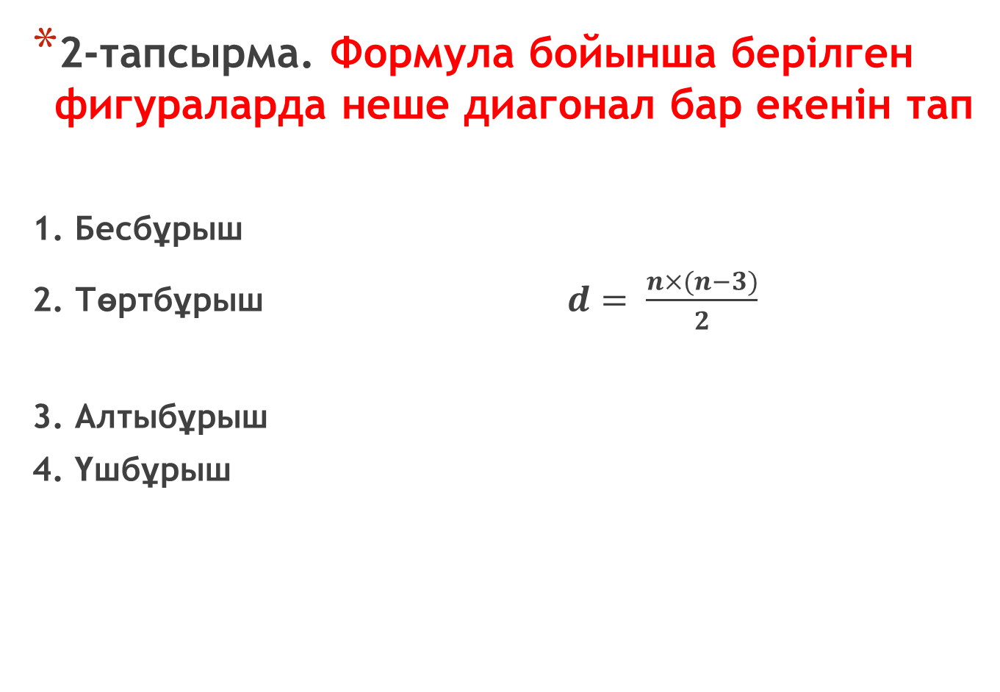 *2-тапсырма. Формула бойынша берілген
фигураларда неше диагонал бар екенін тап
1. Бесбұрыш
2. Төртбұрыш
d = n×(n−3)/2
3. Алтыбұрыш
4. Үшбұрыш